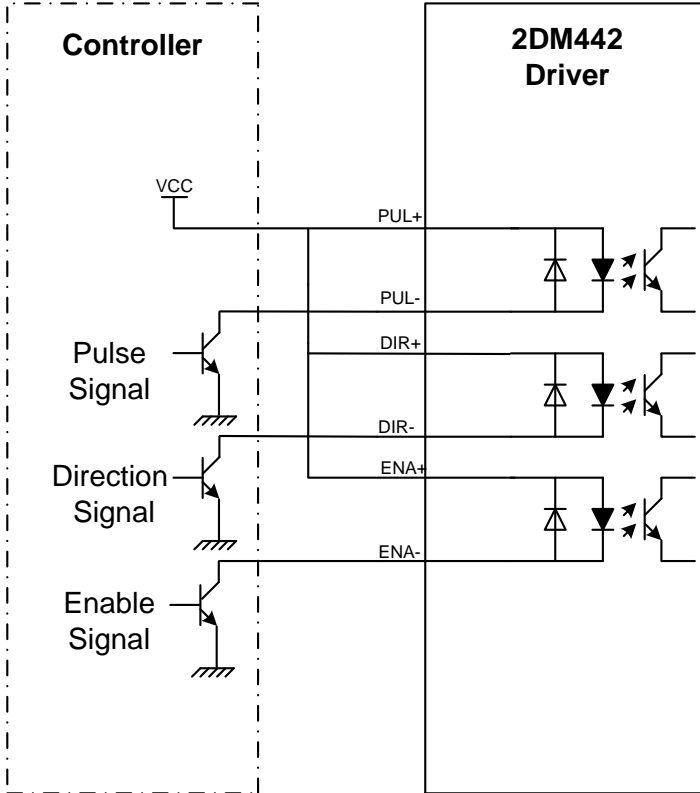 Controller
2DM442
Driver
VCC
PUL+
PUL-
Pulse
Signal
DIR+
DIR-
Direction
Signal
ENA+
ENA-
Enable
Signal